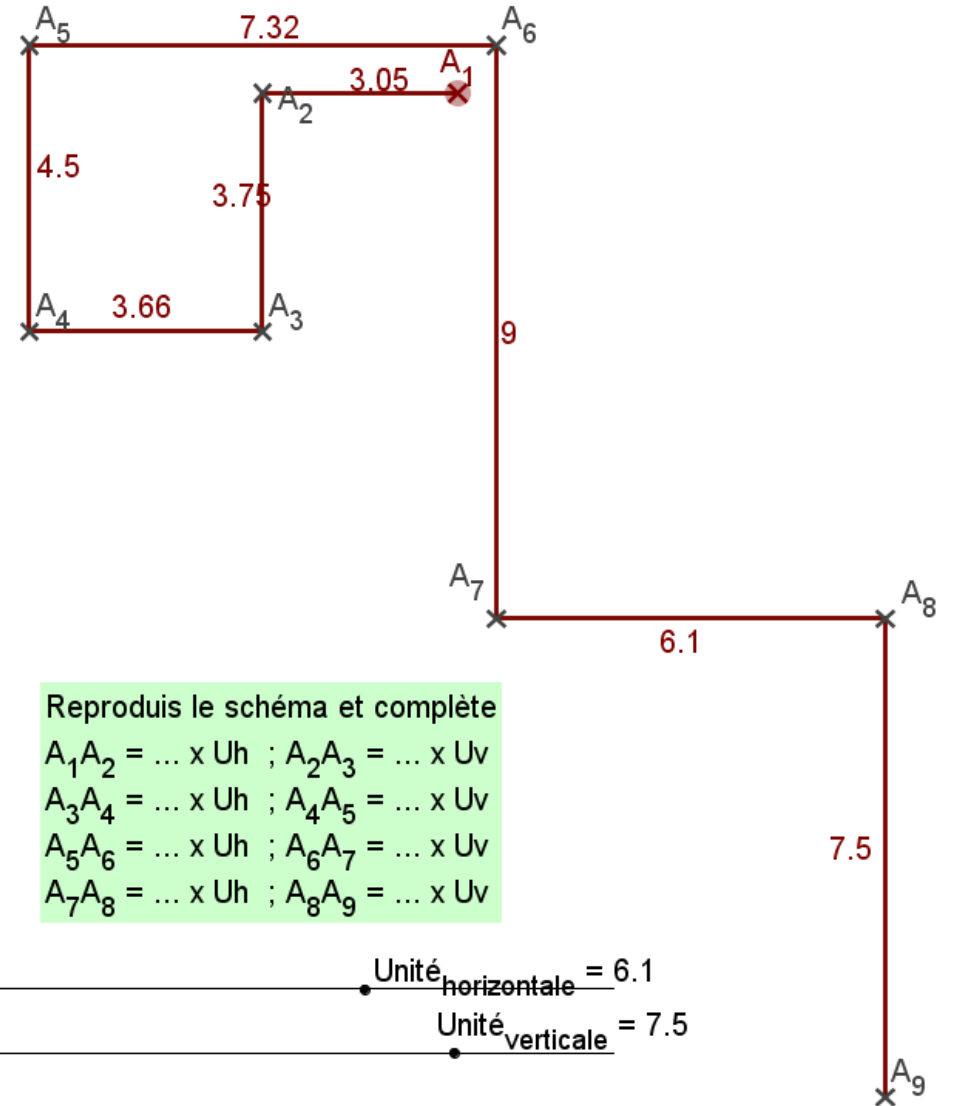 A5 7.32 A6
A1
3.05
A2
4.5
3.75
A4 3.66 A3
9
A7
A8
6.1
Reproduis le schéma et complète
A1A2 = ... x Uh ; A2A3 = ... x Uv
A3A4 = ... x Uh ; A4A5 = ... x Uv
A5A6 = ... x Uh ; A6A7 = ... x Uv
A7A8 = ... x Uh ; A8A9 = ... x Uv
7.5
Unitéhorizontale = 6.1
Unitéverticale = 7.5
A9